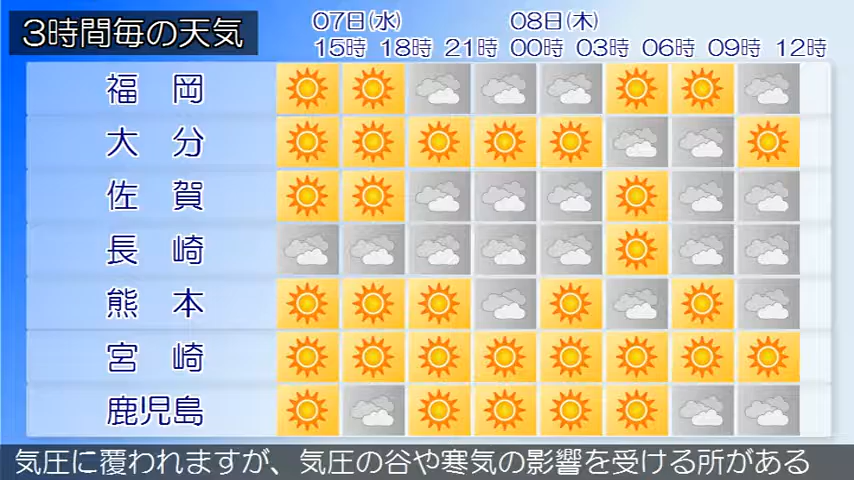 3時間毎の天気
07日(水) 08日(木)
15時 18時 21時 00時 03時 06時 09時 12時
福岡
大分
佐賀
長崎
熊本
宮崎
鹿児島
気圧に覆われますが、気圧の谷や寒気の影響を受ける所がある